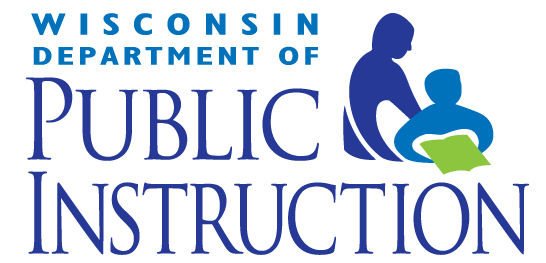 WISCONSIN
DEPARTMENT OF
PUBLIC
INSTRUCTION